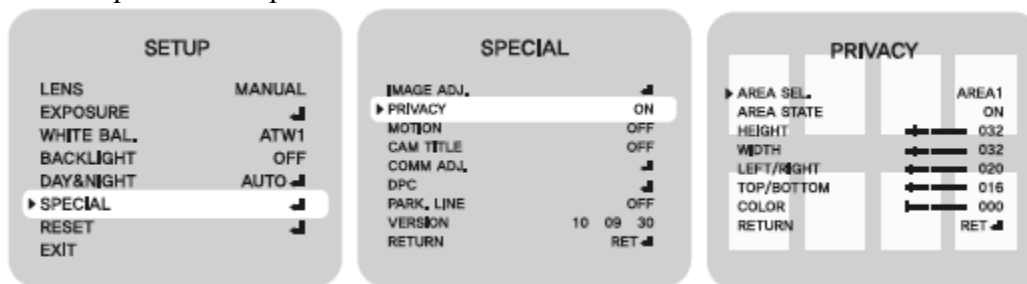 SETUP
LENS MANUAL
EXPOSURE
WHITE BAL. ATW1
BACKLIGHT OFF
DAY&NIGHT AUTO
SPECIAL
RESET
EXIT
SPECIAL
IMAGE ADJ.
PRIVACY ON
MOTION OFF
CAM TITLE OFF
COMM ADJ.
DPC
PARK. LINE OFF
VERSION 10 09 30
RETURN RET
PRIVACY
AREA SEL. AREA1
AREA STATE ON
HEIGHT 032
WIDTH 032
LEFT/RIGHT 020
TOP/BOTTOM 016
COLOR 000
RETURN RET